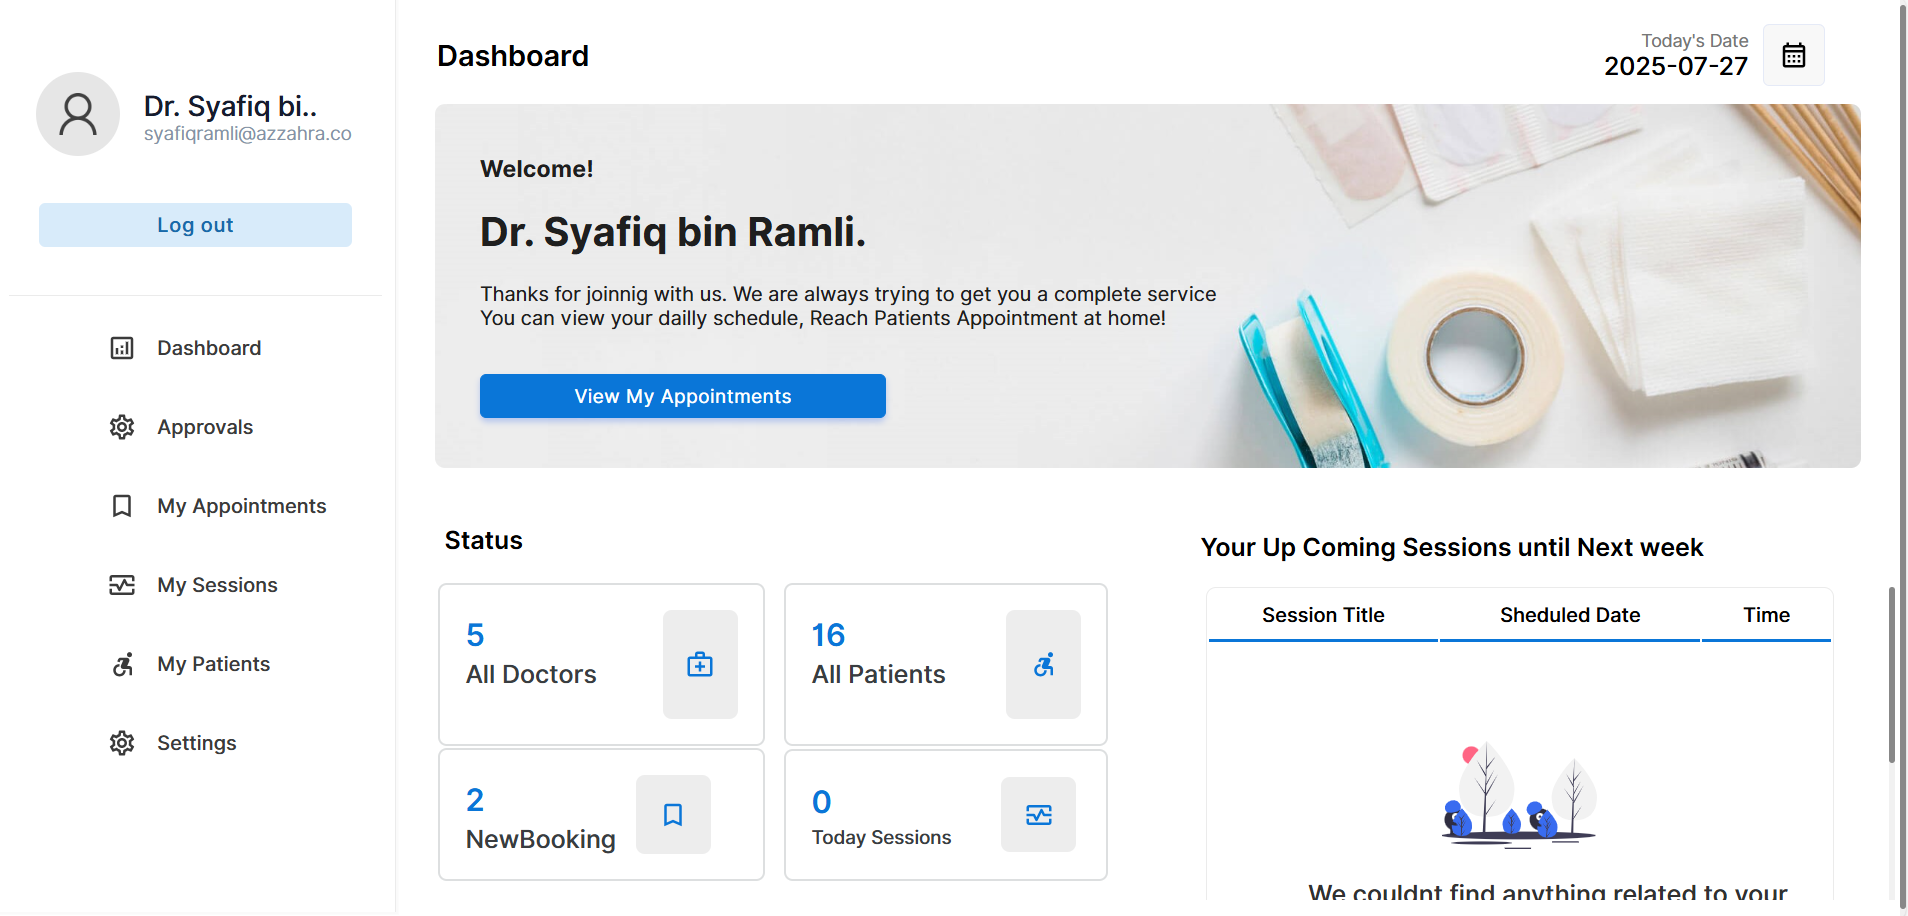 Dr. Syafiq bi..
syafiqramli@azzahra.co
Log out
Dashboard
Approvals
My Appointments
My Sessions
My Patients
Settings
Dashboard
Today's Date
2025-07-27
Welcome!
Dr. Syafiq bin Ramli.
Thanks for joinnig with us. We are always trying to get you a complete service
You can view your dailly schedule, Reach Patients Appointment at home!
View My Appointments
Status
5
All Doctors
16
All Patients
2
NewBooking
0
Today Sessions
Your Up Coming Sessions until Next week
Session Title Sheduled Date Time
We couldnt find anything related to your